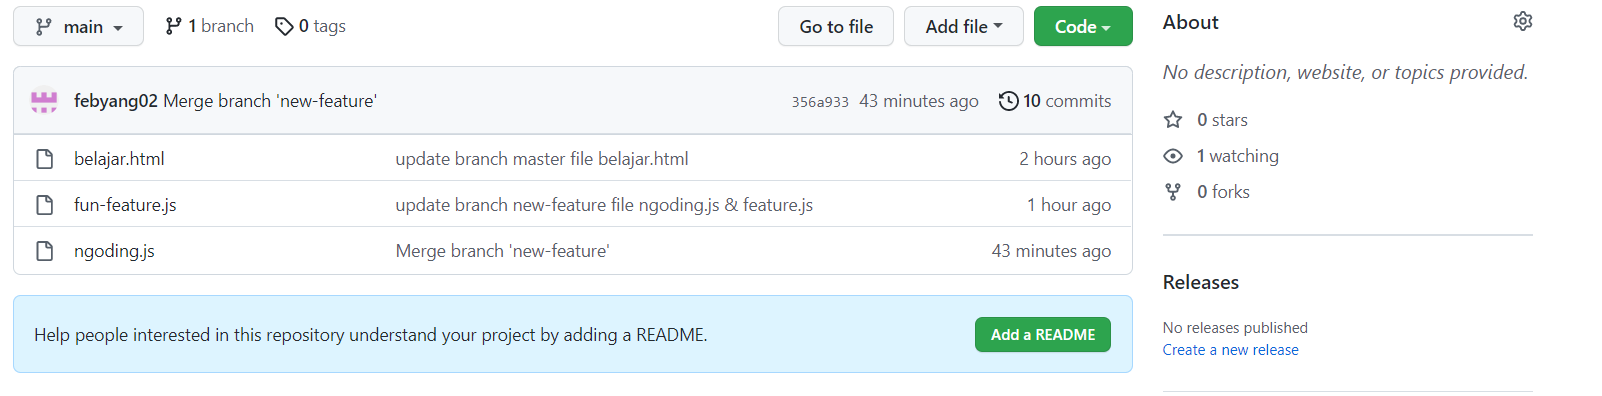 main 1 branch 0 tags Go to file Add file Code
febyang02 Merge branch 'new-feature' 356a933 43 minutes ago 10 commits
belajar.html update branch master file belajar.html 2 hours ago
fun-feature.js update branch new-feature file ngoding.js & feature.js 1 hour ago
ngoding.js Merge branch 'new-feature' 43 minutes ago
Help people interested in this repository understand your project by adding a README. Add a README
About
No description, website, or topics provided.
0 stars
1 watching
0 forks
Releases
No releases published
Create a new release